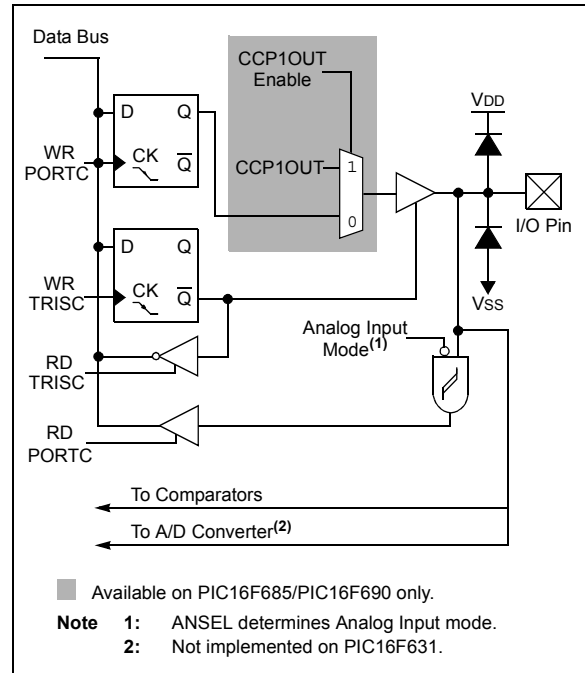 Data Bus
CCP1OUT
Enable
VDD
D Q
WR
PORTC
CK Q
CCP1OUT
1
0
I/O Pin
D Q
WR
TRISC
CK Q
VSS
Analog Input
Mode(1)
RD
TRISC
RD
PORTC
To Comparators
To A/D Converter(2)
Available on PIC16F685/PIC16F690 only.
Note 1: ANSEL determines Analog Input mode.
2: Not implemented on PIC16F631.